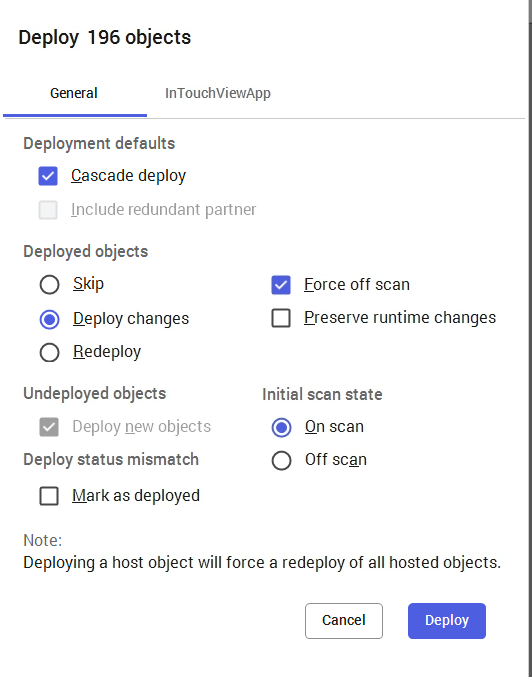 Deploy 196 objects
General InTouchViewApp
Deployment defaults
Cascade deploy
Include redundant partner
Deployed objects
Skip Force off scan
Deploy changes Preserve runtime changes
Redeploy
Undeployed objects Initial scan state
Deploy new objects On scan
Deploy status mismatch Off scan
Mark as deployed
Note:
Deploying a host object will force a redeploy of all hosted objects.
Cancel Deploy